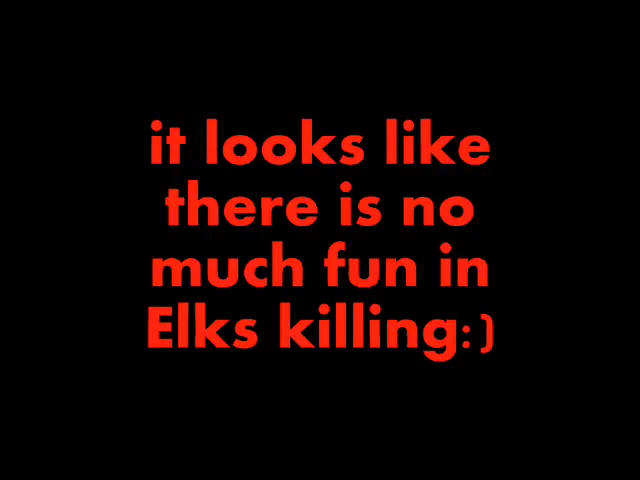 it looks like
there is no
much fun in
Elks killing:)